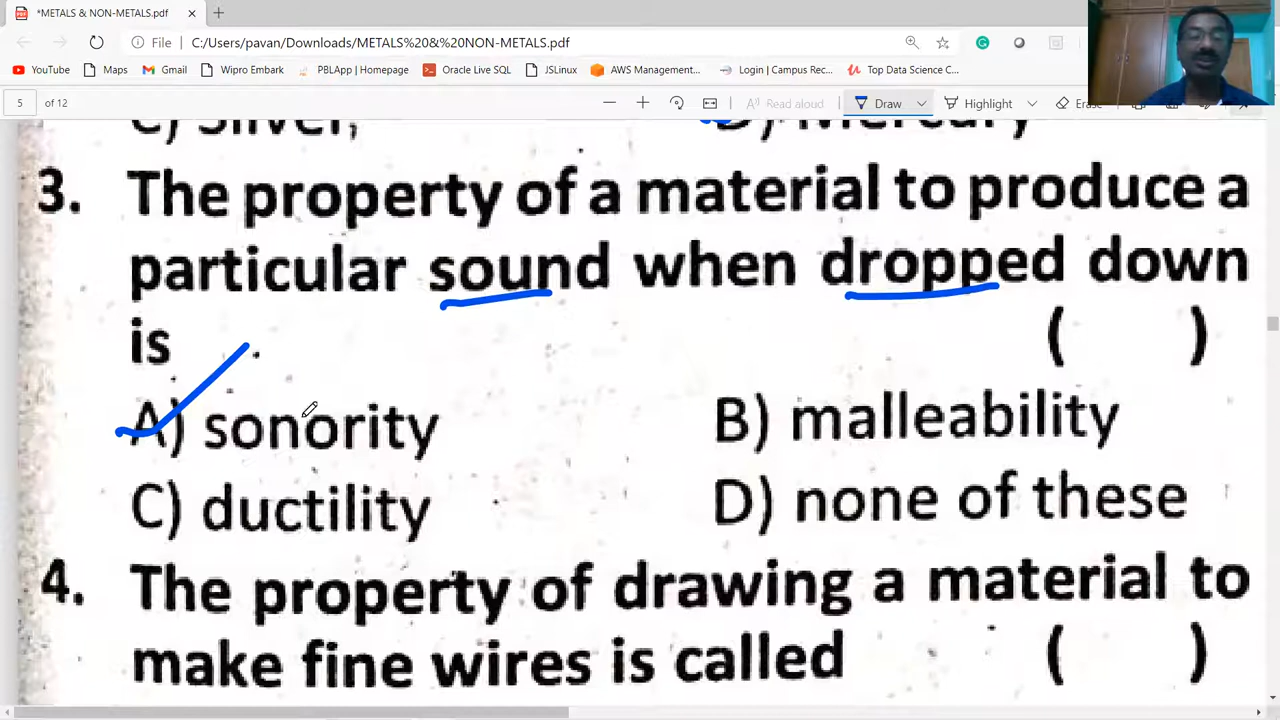 *METALS & NON-METALS.pdf
File C:/Users/pavan/Downloads/METALS%20&%20NON-METALS.pdf
YouTube Maps Gmail Wipro Embark PBLApp | Homepage Oracle Live SQL JSLinux AWS Management... Login | Campus Rec... Top Data Science C...
5 of 12 Read aloud Draw Highlight Erase
C) Silver, D) Mercury
3. The property of a material to produce a
particular sound when dropped down
is ( )
A) sonority B) malleability
C) ductility D) none of these
4. The property of drawing a material to
make fine wires is called ( )